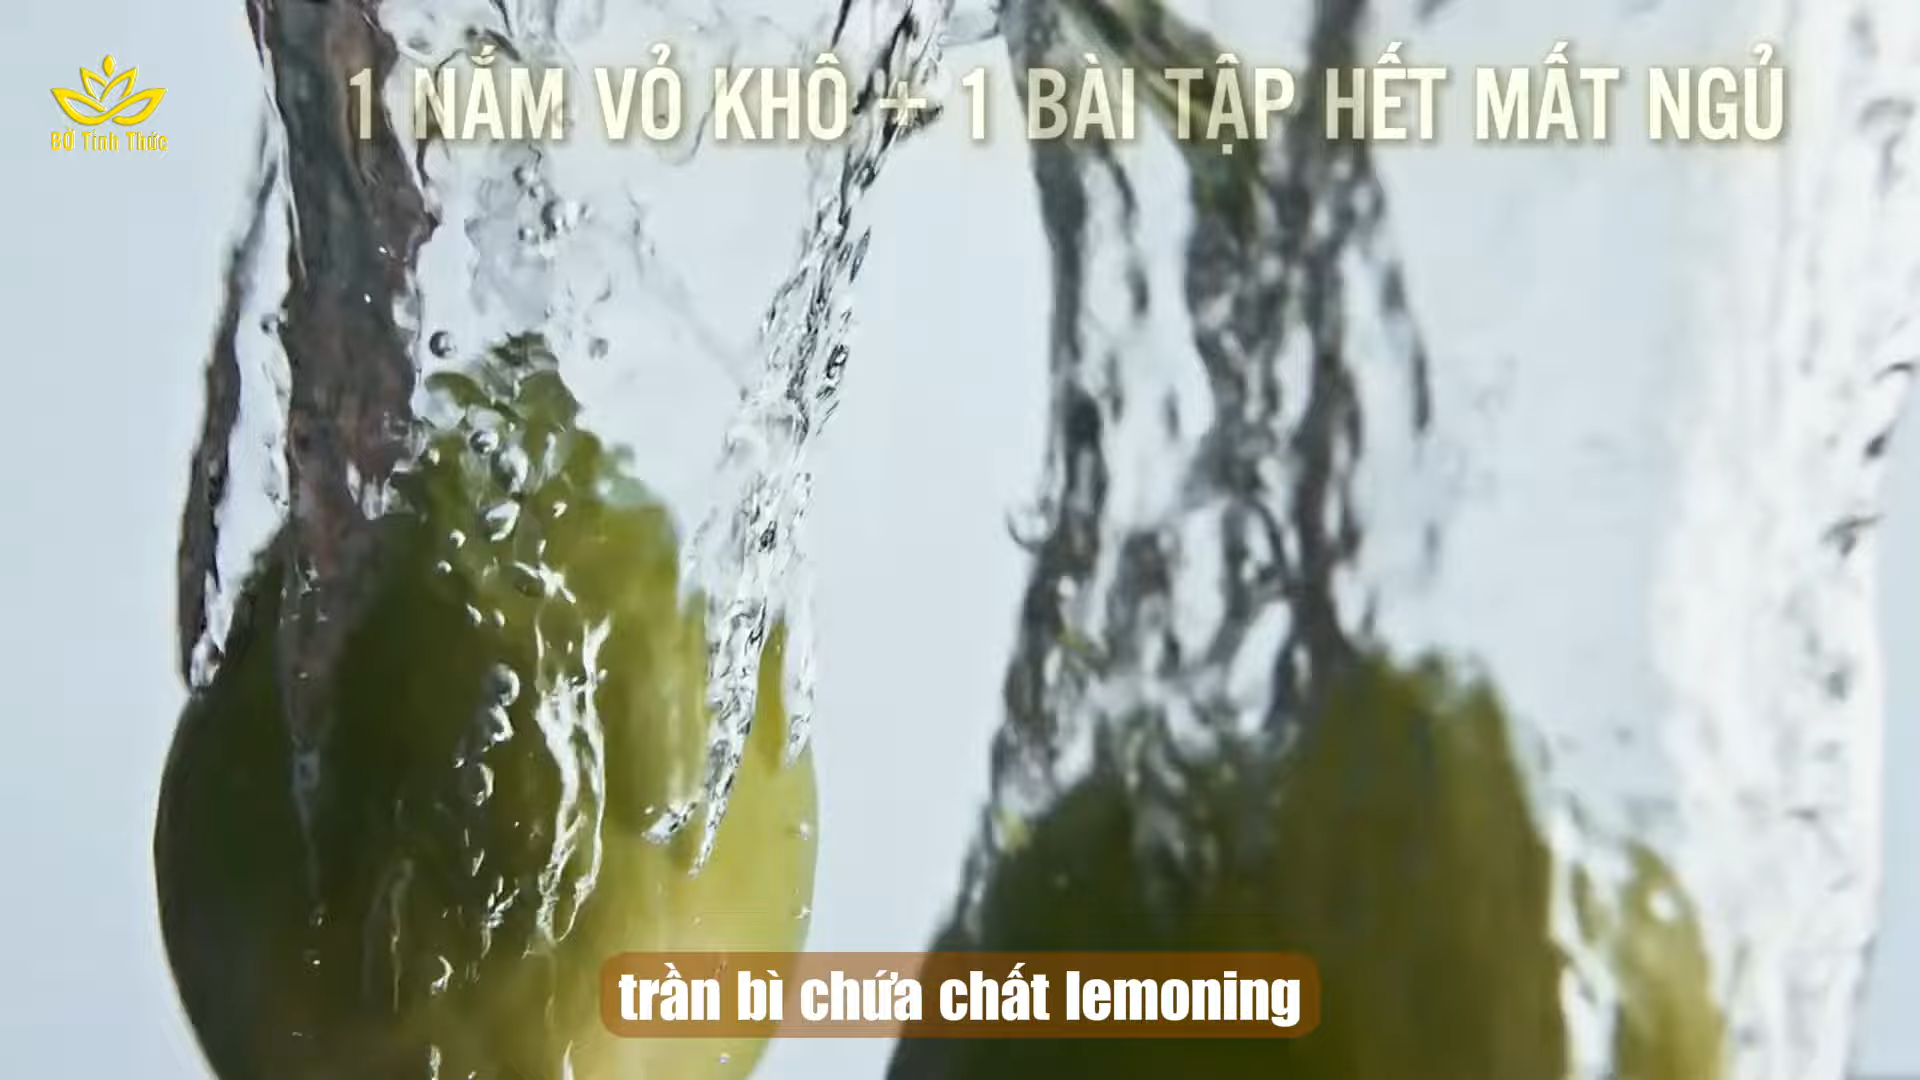 1 NẮM VỎ KHÔ + 1 BÀI TẬP HẾT MẤT NGỦ
BỜ Tỉnh Thức
trần bì chứa chất lemoning